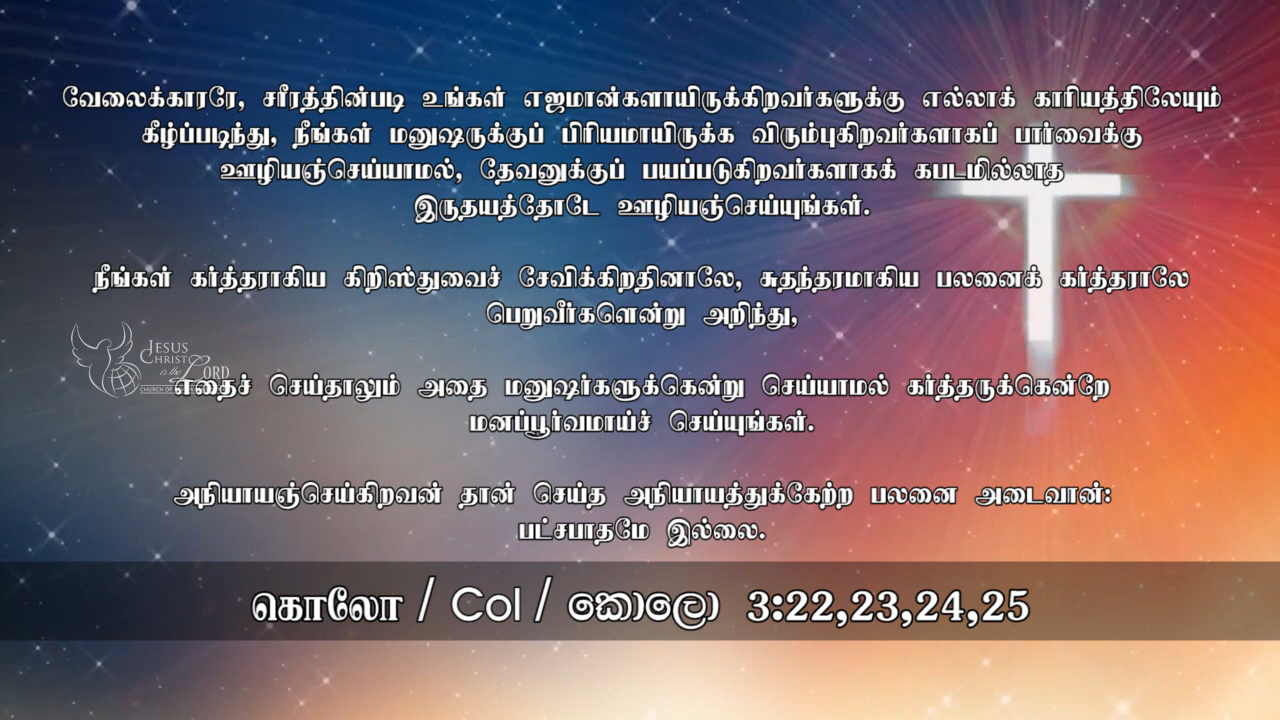 வேலைக்காரரே, சரீரத்தின்படி உங்கள் எஜமான்களாயிருக்கிறவர்களுக்கு எல்லாக் காரியத்திலேயும்
கீழ்ப்படிந்து, நீங்கள் மனுஷருக்குப் பிரியமாயிருக்க விரும்புகிறவர்களாகப் பார்வைக்கு
ஊழியஞ்செய்யாமல், தேவனுக்குப் பயப்படுகிறவர்களாகக் கபடமில்லாத
இருதயத்தோடே ஊழியஞ்செய்யுங்கள்.
நீங்கள் கர்த்தராகிய கிறிஸ்துவைச் சேவிக்கிறதினாலே, சுதந்தரமாகிய பலனைக் கர்த்தராலே
பெறுவீர்களென்று அறிந்து,
JESUS
CHRIST
is the LORD
CHURCH OF
எதைச் செய்தாலும் அதை மனுஷர்களுக்கென்று செய்யாமல் கர்த்தருக்கென்றே
மனப்பூர்வமாய்ச் செய்யுங்கள்.
அநியாயஞ்செய்கிறவன் தான் செய்த அநியாயத்துக்கேற்ற பலனை அடைவான்:
பட்சபாதமே இல்லை.
கொலோ / Col / කොලො 3:22,23,24,25